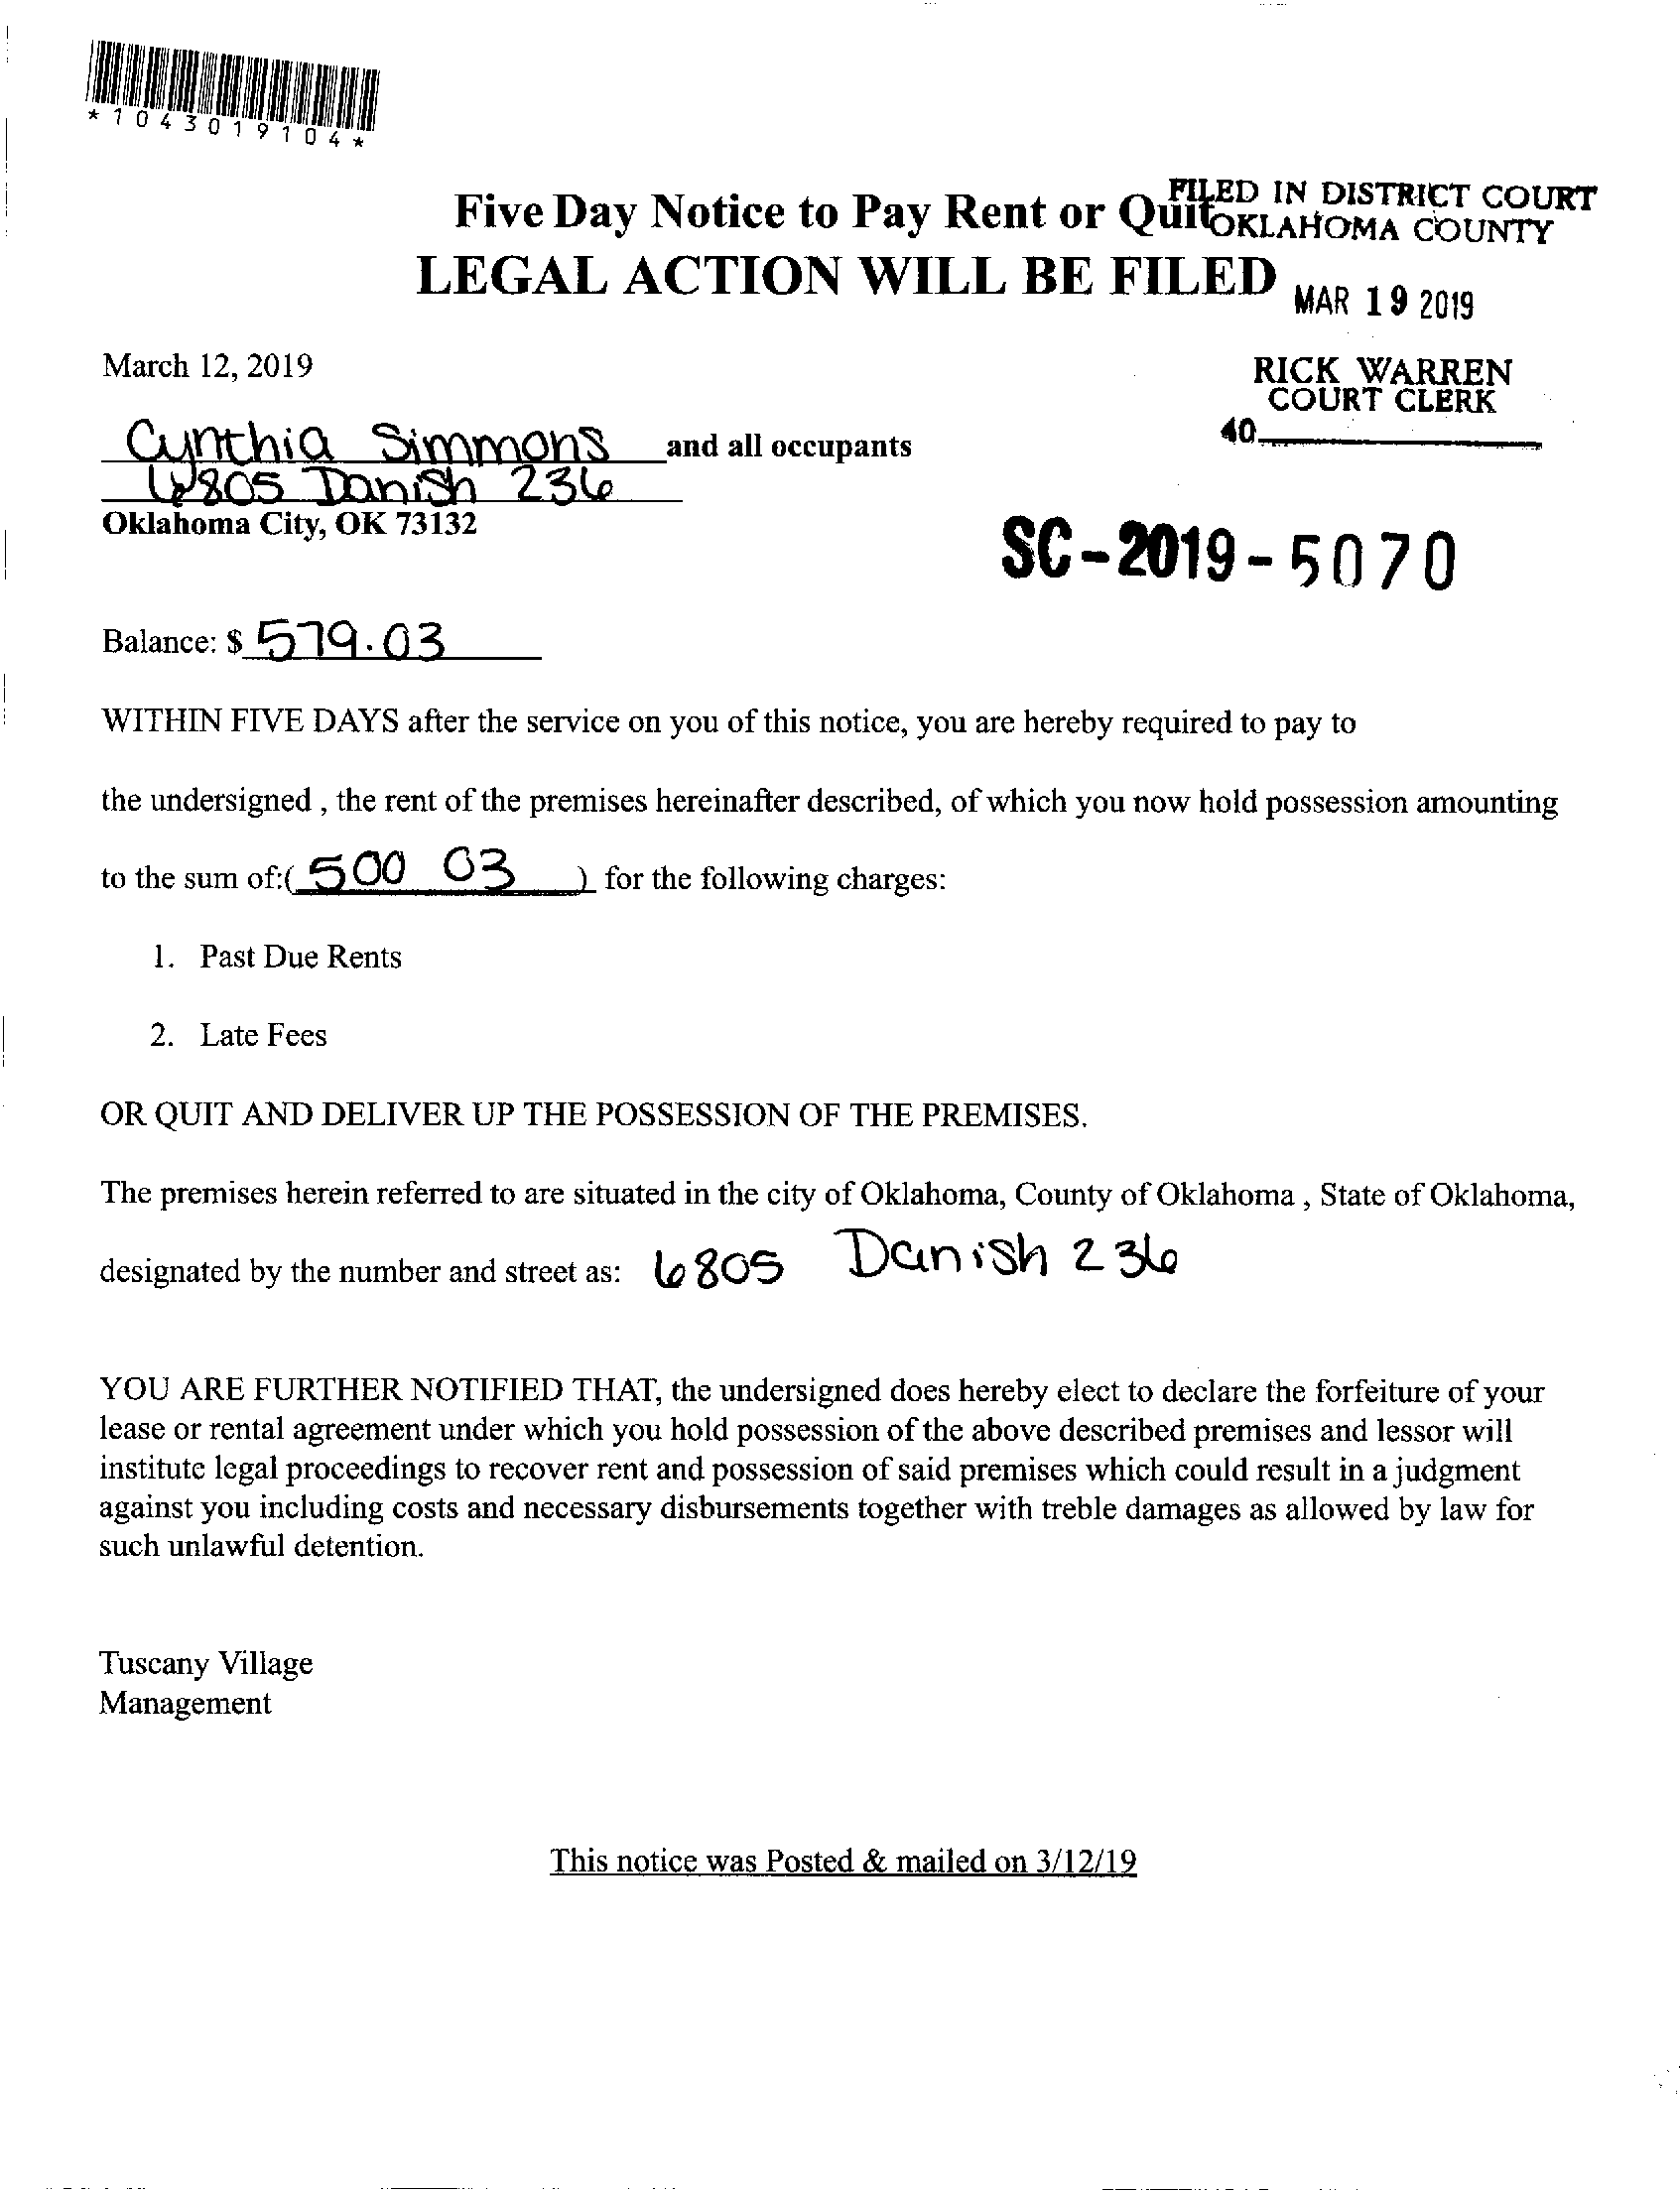 *1043019104*
Five Day Notice to Pay Rent or Quit
FILED IN DISTRICT COURT
OKLAHOMA COUNTY
LEGAL ACTION WILL BE FILED
MAR 19 2019
March 12, 2019
RICK WARREN
COURT CLERK
40
Cynthia Simmons and all occupants
6805 Danish 236
Oklahoma City, OK 73132
SC-2019-5070
Balance: $ 579.03
WITHIN FIVE DAYS after the service on you of this notice, you are hereby required to pay to
the undersigned , the rent of the premises hereinafter described, of which you now hold possession amounting
to the sum of:( 500 03 ) for the following charges:
1. Past Due Rents
2. Late Fees
OR QUIT AND DELIVER UP THE POSSESSION OF THE PREMISES.
The premises herein referred to are situated in the city of Oklahoma, County of Oklahoma , State of Oklahoma,
designated by the number and street as: 6805 Danish 236
YOU ARE FURTHER NOTIFIED THAT, the undersigned does hereby elect to declare the forfeiture of your
lease or rental agreement under which you hold possession of the above described premises and lessor will
institute legal proceedings to recover rent and possession of said premises which could result in a judgment
against you including costs and necessary disbursements together with treble damages as allowed by law for
such unlawful detention.
Tuscany Village
Management
This notice was Posted & mailed on 3/12/19